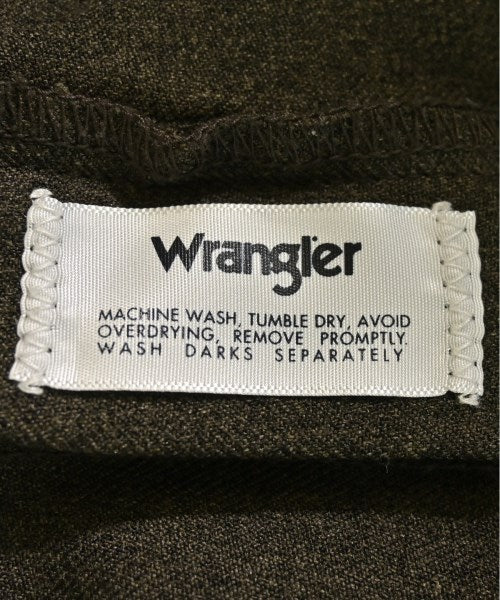 Wrangler
MACHINE WASH, TUMBLE DRY, AVOID
OVERDRYING, REMOVE PROMPTLY.
WASH DARKS SEPARATELY